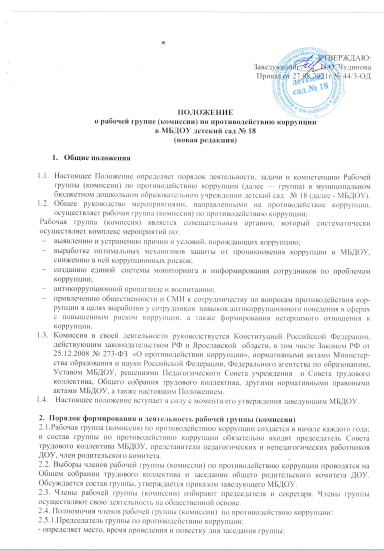 УТВЕРЖДАЮ:
Заведующий Н.О. Чудинова
Приказ от 27.08.2021г № 44/3-ОД
детский
сад № 18
ПОЛОЖЕНИЕ
о рабочей группе (комиссии) по противодействию коррупции
в МБДОУ детский сад № 18
(новая редакция)
1. Общие положения
1.1. Настоящее Положение определяет порядок деятельности, задачи и компетенцию Рабочей
группы (комиссии) по противодействию коррупции (далее — группа) в муниципальном
бюджетном дошкольном образовательном учреждении детский сад № 18 (далее - МБДОУ).
1.2. Общее руководство мероприятиями, направленными на противодействие коррупции,
осуществляет рабочая группа (комиссия) по противодействию коррупции;
Рабочая группа (комиссия) является совещательным органом, который систематически
осуществляет комплекс мероприятий по:
– выявлению и устранению причин и условий, порождающих коррупцию;
– выработке оптимальных механизмов защиты от проникновения коррупции в МБДОУ,
снижению в ней коррупционных рисков;
– созданию единой системы мониторинга и информирования сотрудников по проблемам
коррупции;
– антикоррупционной пропаганде и воспитанию;
– привлечению общественности и СМИ к сотрудничеству по вопросам противодействия кор-
рупции в целях выработки у сотрудников навыков антикоррупционного поведения в сферах
с повышенным риском коррупции, а также формирования нетерпимого отношения к
коррупции.
1.3. Комиссия в своей деятельности руководствуется Конституцией Российской Федерации,
действующим законодательством РФ и Ярославской области, в том числе Законом РФ от
25.12.2008 № 273-ФЗ «О противодействии коррупции», нормативными актами Министер-
ства образования и науки Российской Федерации, Федерального агентства по образованию,
Уставом МБДОУ, решениями Педагогического Совета учреждения и Совета трудового
коллектива, Общего собрания трудового коллектива, другими нормативными правовыми
актами МБДОУ, а также настоящим Положением.
1.4. Настоящее положение вступает в силу с момента его утверждения заведующим МБДОУ.
2. Порядок формирования и деятельность рабочей группы (комиссии)
2.1.Рабочая группы (комиссии) по противодействию коррупции создается в начале каждого года;
в состав группы по противодействию коррупции обязательно входят председатель Совета
трудового коллектива МБДОУ, представители педагогических и непедагогических работников
ДОУ, член родительского комитета.
2.2. Выборы членов рабочей группы (комиссии) по противодействию коррупции проводятся на
Общем собрании трудового коллектива и заседании общего родительского комитета ДОУ.
Обсуждается состав группы, утверждается приказом заведующего МБДОУ.
2.3. Члены Рабочей группы (комиссии) избирают председателя и секретаря. Члены группы
осуществляют свою деятельность на общественной основе.
2.4. Полномочия членов рабочей группы (комиссии) по противодействию коррупции:
2.5.1.Председатель группы по противодействию коррупции:
- определяет место, время проведения и повестку дня заседания группы;